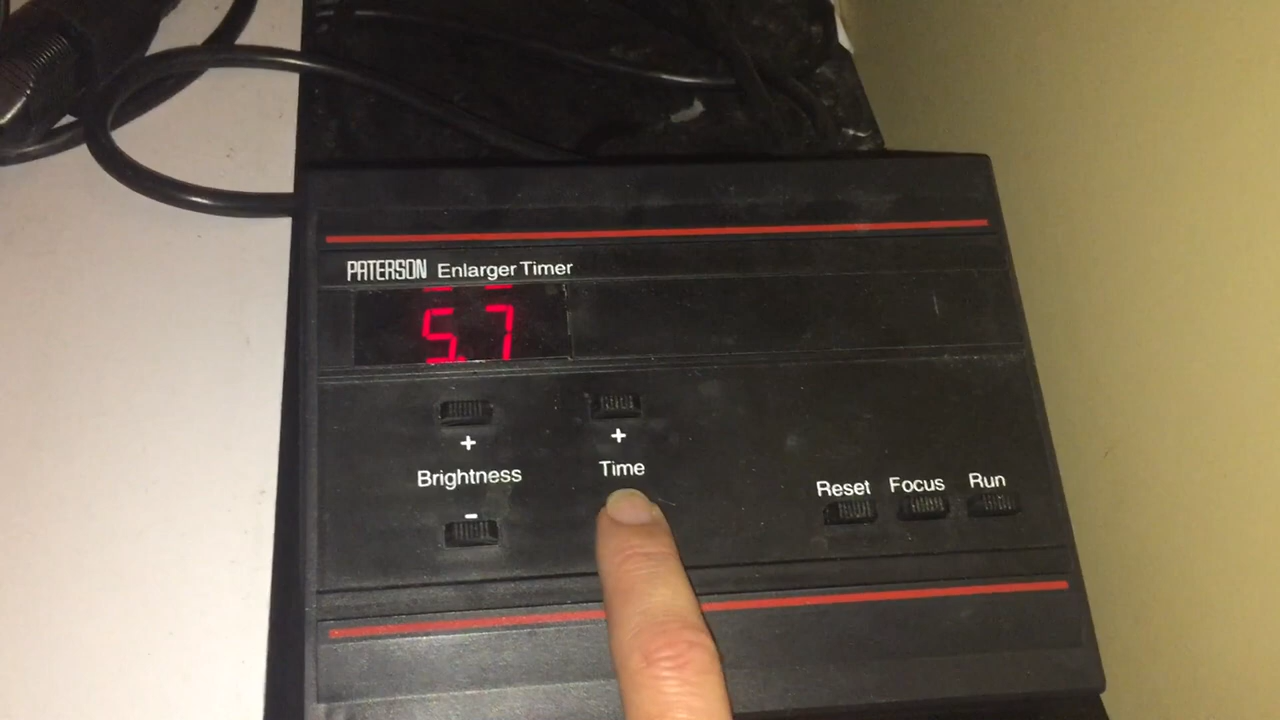 PATERSON Enlarger Timer
5.7
+ +
Brightness Time
-
Reset Focus Run